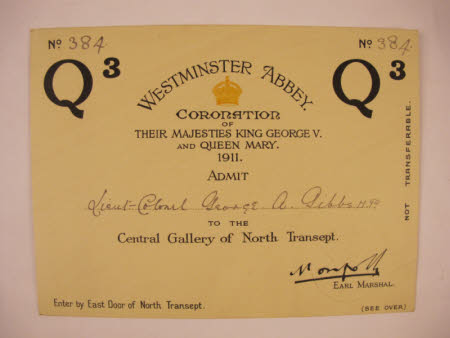 Nº 384
Nº 384
Q³
Q³
WESTMINSTER ABBEY.
CORONATION
OF
THEIR MAJESTIES KING GEORGE V.
AND QUEEN MARY.
1911.
ADMIT
Lieut-Colonel George A. Gibbs M.P.
TO THE
Central Gallery of North Transept.
EARL MARSHAL.
Enter by East Door of North Transept.
(SEE OVER)
NOT TRANSFERRABLE.